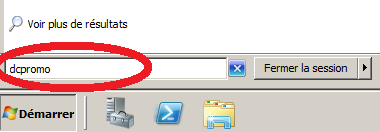 Voir plus de résultats
dcpromo
Fermer la session
Démarrer